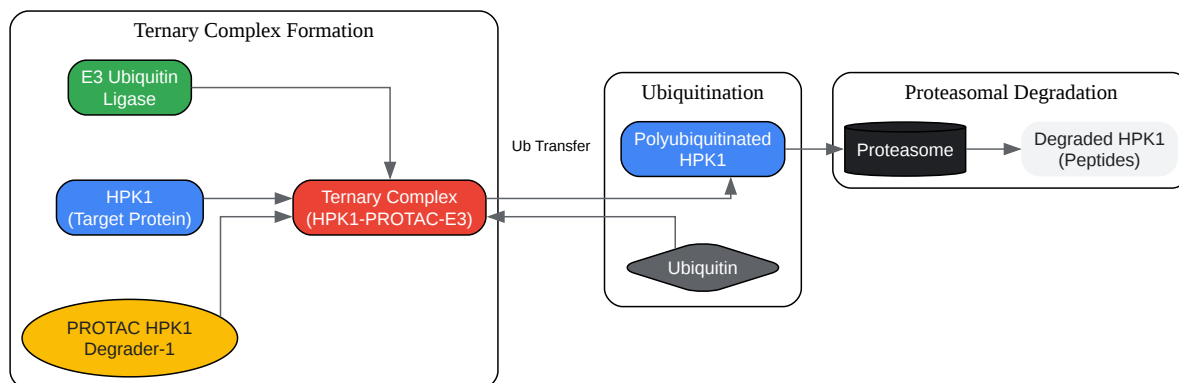 Ternary Complex Formation
E3 Ubiquitin
Ligase
HPK1
(Target Protein)
PROTAC HPK1
Degrader-1
Ternary Complex
(HPK1-PROTAC-E3)
Ub Transfer
Ubiquitination
Polyubiquitinated
HPK1
Ubiquitin
Proteasomal Degradation
Proteasome
Degraded HPK1
(Peptides)